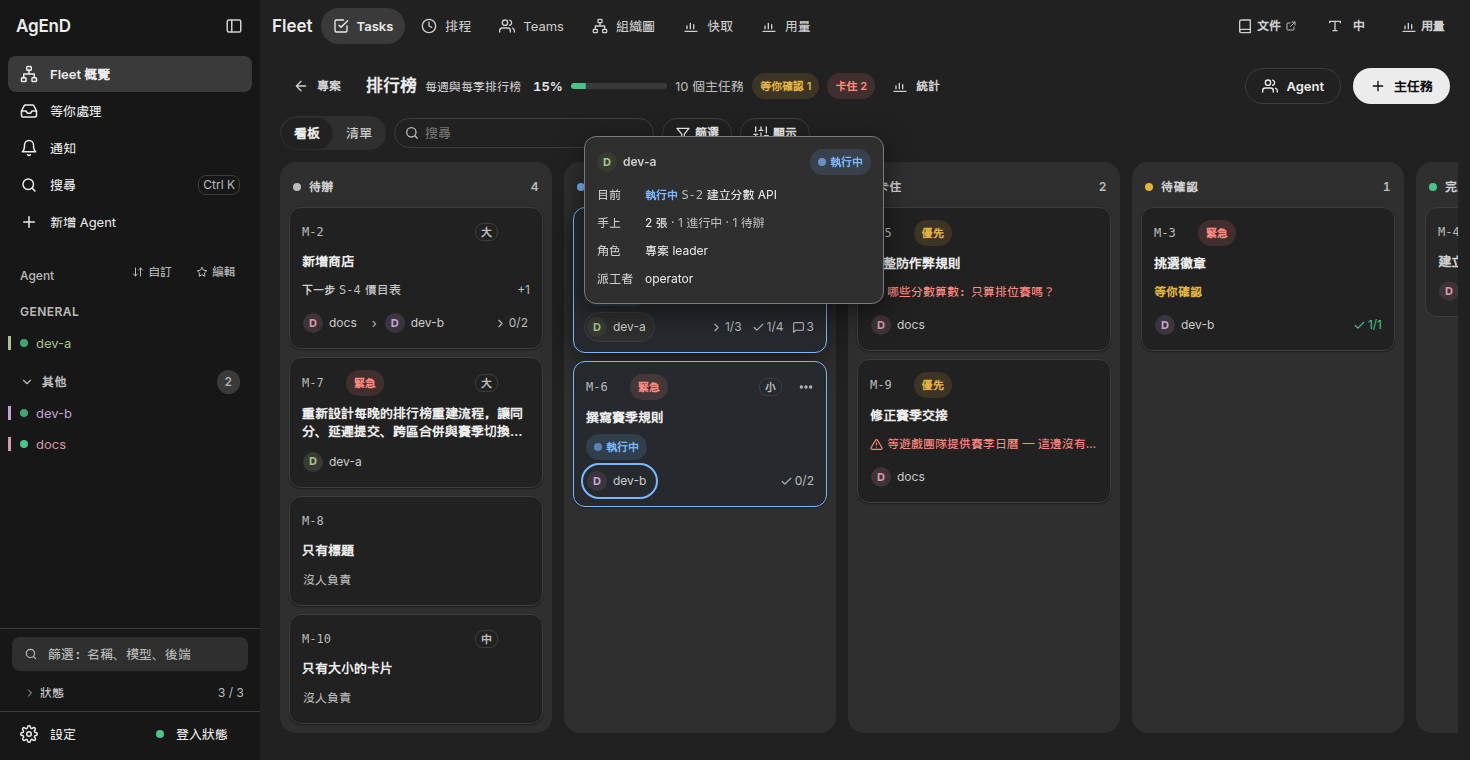 AgEnD
Fleet 概覽
等你處理
通知
搜尋 Ctrl K
新增 Agent
Agent 自訂 編輯
GENERAL
dev-a
其他 2
dev-b
docs
篩選：名稱、模型、後端
狀態 3 / 3
設定 登入狀態
Fleet Tasks 排程 Teams 組織圖 快取 用量 文件 中 用量
專案 排行榜 每週與每季排行榜 15% 10 個主任務 等你確認 1 卡住 2 統計 Agent 主任務
看板 清單 搜尋 篩選 顯示
待辦 4
M-2 大
新增商店
下一步 S-4 價目表 +1
D docs › D dev-b 0/2
M-7 緊急 大
重新設計每晚的排行榜重建流程，讓同
分、延遲提交、跨區合併與賽季切換...
D dev-a
M-8
只有標題
沒人負責
M-10 中
只有大小的卡片
沒人負責
D dev-a 執行中
目前 執行中 S-2 建立分數 API
手上 2 張 · 1 進行中 · 1 待辦
角色 專案 leader
派工者 operator
D dev-a 1/3 1/4 3
M-6 緊急 小
撰寫賽季規則
執行中
D dev-b 0/2
卡住 2
5 優先
整防作弊規則
哪些分數算數：只算排位賽嗎？
D docs
M-9 優先
修正賽季交接
等遊戲團隊提供賽季日曆 — 這邊沒有...
D docs
待確認 1
M-3 緊急
挑選徽章
等你確認
D dev-b 1/1
完
M-4
建立
D